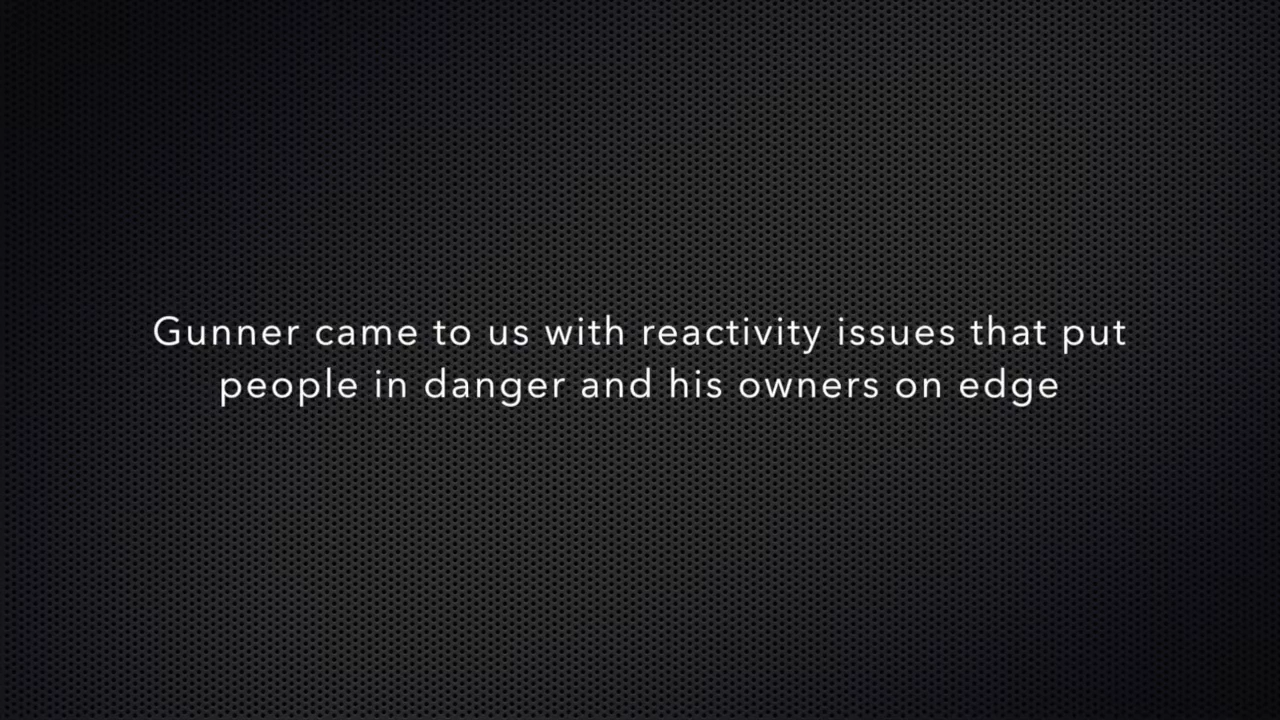 Gunner came to us with reactivity issues that put
people in danger and his owners on edge